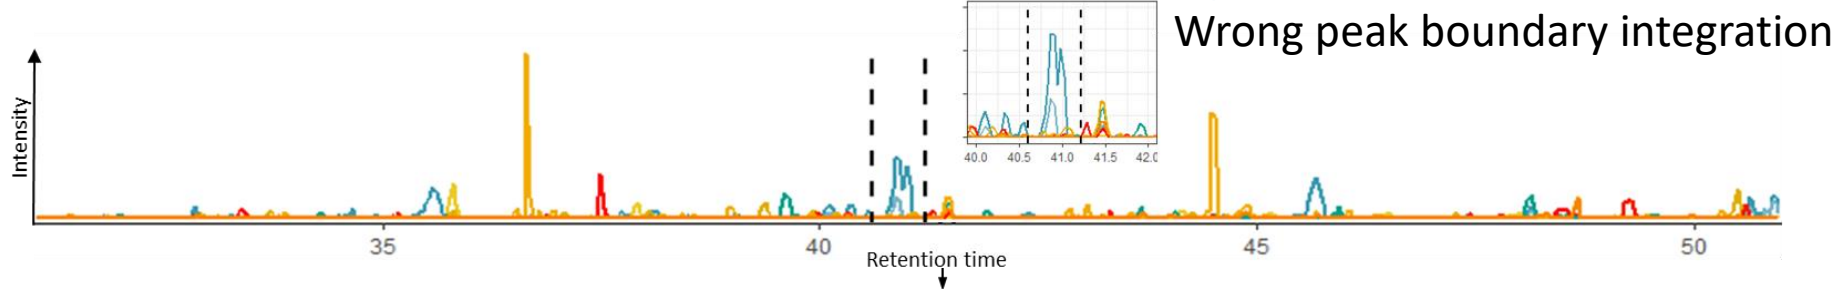 Wrong peak boundary integration
Intensity
40.0 40.5 41.0 41.5 42.0
35 40 45 50
Retention time